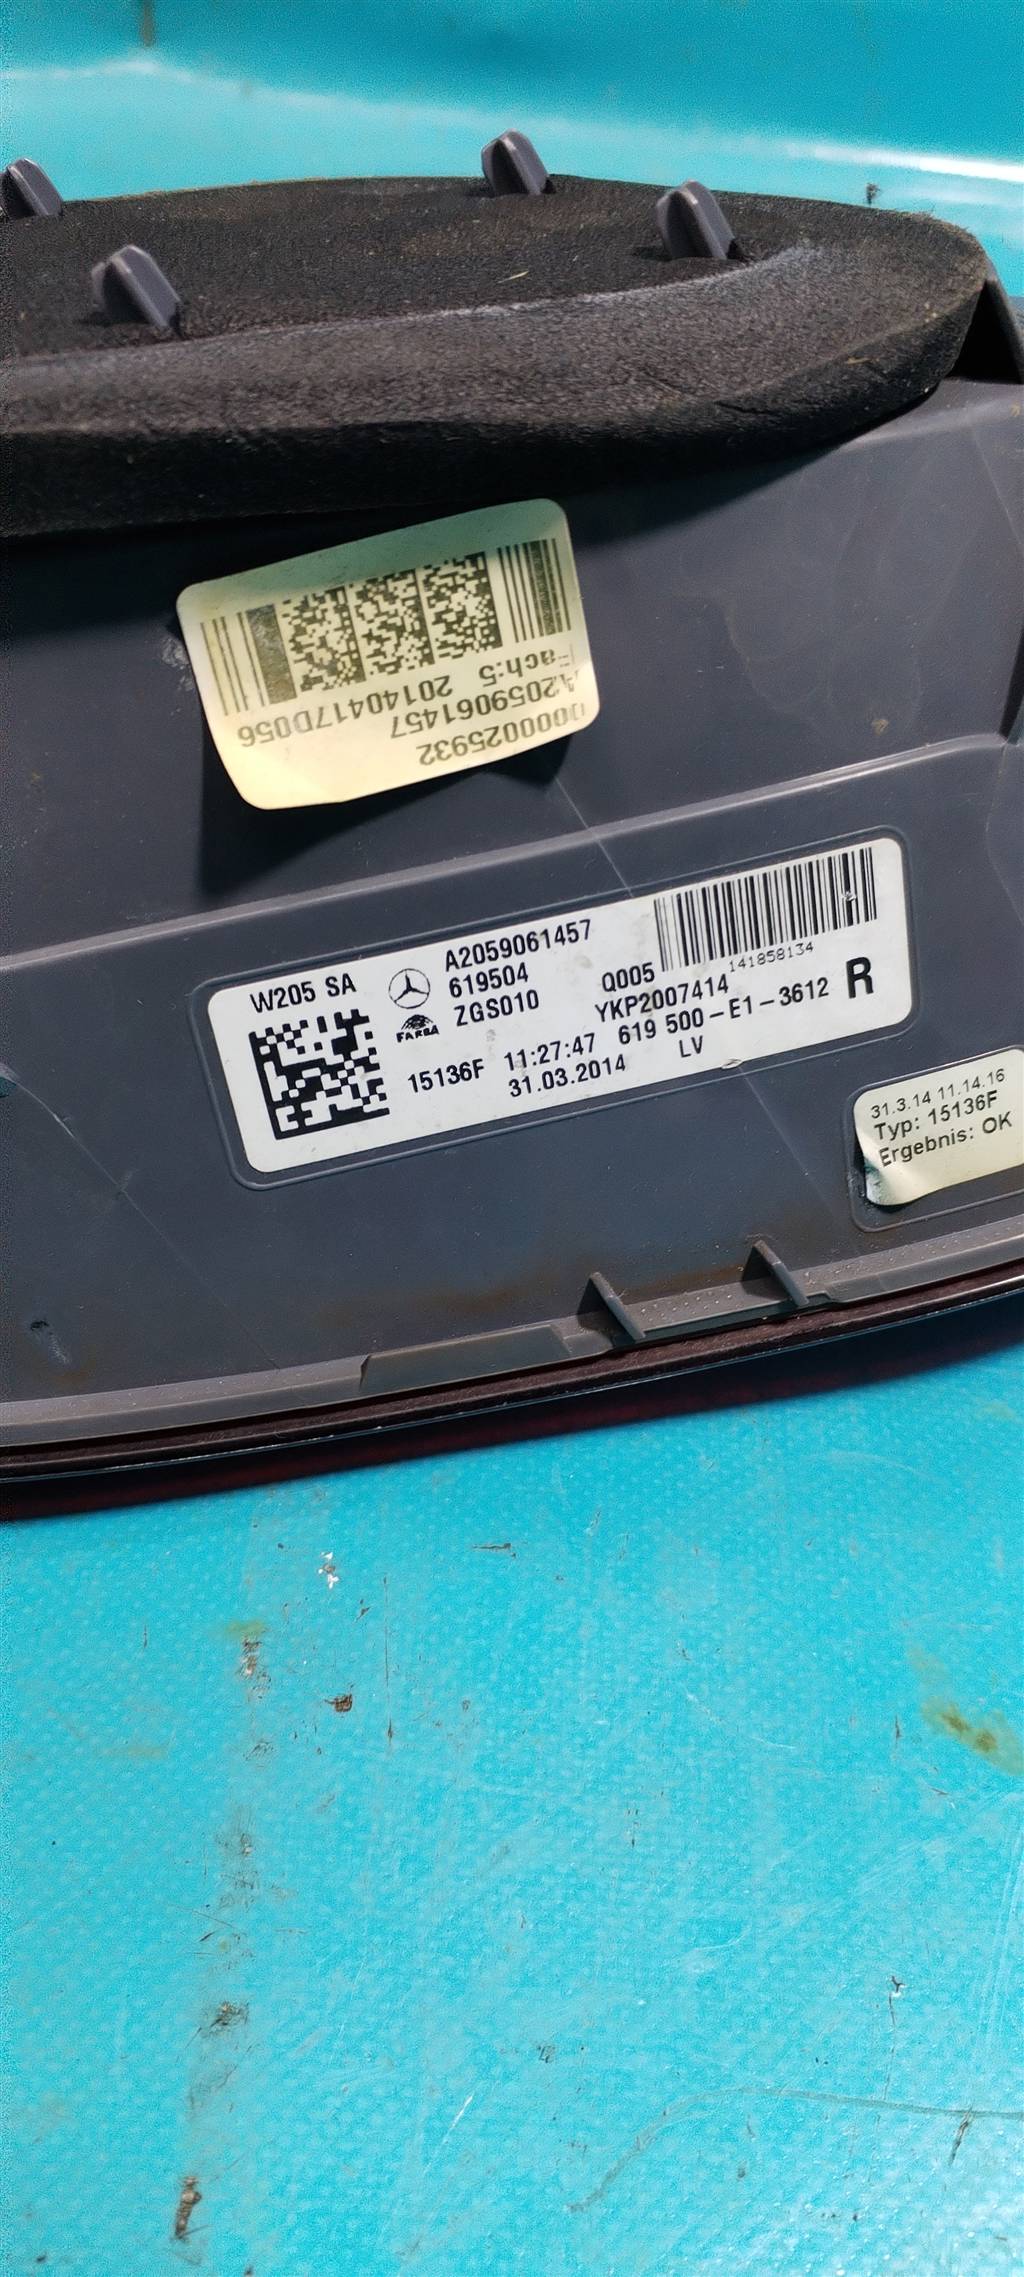 0000025932
A2059061457
20140417D056
Fach:5
W205 SA
A2059061457
619504
ZGS010
FARBA
Q005
141858134
YKP2007414
15136F 11:27:47 619 500-E1-3612 R
31.03.2014 LV
31.3.14 11.14.16
Typ: 15136F
Ergebnis: OK